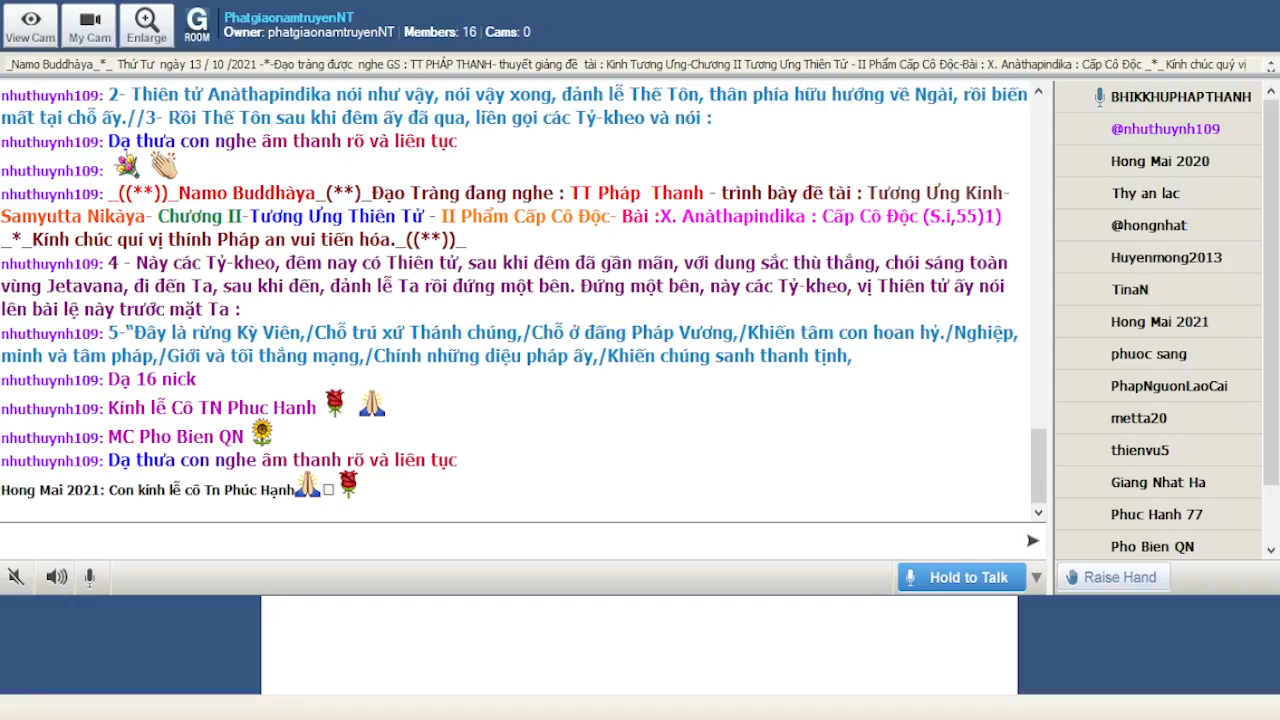 PhatgiaonamtruyenNT
Owner: phatgiaonamtruyenNT | Members: 16 | Cams: 0
View Cam
My Cam
Enlarge
G ROOM
_Namo Buddhàya_*_ Thứ Tư ngày 13 / 10 /2021 -*-Đạo tràng được nghe GS : TT PHÁP THANH- thuyết giảng đề tài : Kinh Tương Ưng-Chương II Tương Ưng Thiên Tử - II Phẩm Cấp Cô Độc-Bài : X. Anàthapindika : Cấp Cô Độc _*_ Kính chúc quý vị
nhuthuynh109: 2- Thiên tử Anàthapindika nói như vậy, nói vậy xong, đảnh lễ Thế Tôn, thân phía hữu hướng về Ngài, rồi biến
mất tại chỗ ấy.//3- Rồi Thế Tôn sau khi đêm ấy đã qua, liền gọi các Tỷ-kheo và nói :
nhuthuynh109: Dạ thưa con nghe âm thanh rõ và liên tục
nhuthuynh109:
nhuthuynh109: _((**))_Namo Buddhàya_(**)_Đạo Tràng đang nghe : TT Pháp Thanh - trình bày đề tài : Tương Ưng Kinh-
Samyutta Nikàya- Chương II-Tương Ưng Thiên Tử - II Phẩm Cấp Cô Độc- Bài :X. Anàthapindika : Cấp Cô Độc (S.i,55)1)
_*_Kính chúc quí vị thính Pháp an vui tiến hóa._((**))_
nhuthuynh109: 4 - Này các Tỷ-kheo, đêm nay có Thiên tử, sau khi đêm đã gần mãn, với dung sắc thù thắng, chói sáng toàn
vùng Jetavana, đi đến Ta, sau khi đến, đảnh lễ Ta rồi đứng một bên. Đứng một bên, này các Tỷ-kheo, vị Thiên tử ấy nói
lên bài lệ này trước mặt Ta :
nhuthuynh109: 5-“Đây là rừng Kỳ Viên,/Chỗ trú xứ Thánh chúng,/Chỗ ở đấng Pháp Vương,/Khiến tâm con hoan hỷ./Nghiệp,
minh và tâm pháp,/Giới và tối thắng mạng,/Chính những diệu pháp ấy,/Khiến chúng sanh thanh tịnh,
nhuthuynh109: Dạ 16 nick
nhuthuynh109: Kính lễ Cô TN Phuc Hanh
nhuthuynh109: MC Pho Bien QN
nhuthuynh109: Dạ thưa con nghe âm thanh rõ và liên tục
Hong Mai 2021: Con kính lễ cô Tn Phúc Hạnh
Hold to Talk
BHIKKHUPHAPTHANH
@nhuthuynh109
Hong Mai 2020
Thy an lac
@hongnhat
Huyenmong2013
TinaN
Hong Mai 2021
phuoc sang
PhapNguonLaoCai
metta20
thienvu5
Giang Nhat Ha
Phuc Hanh 77
Pho Bien QN
Raise Hand